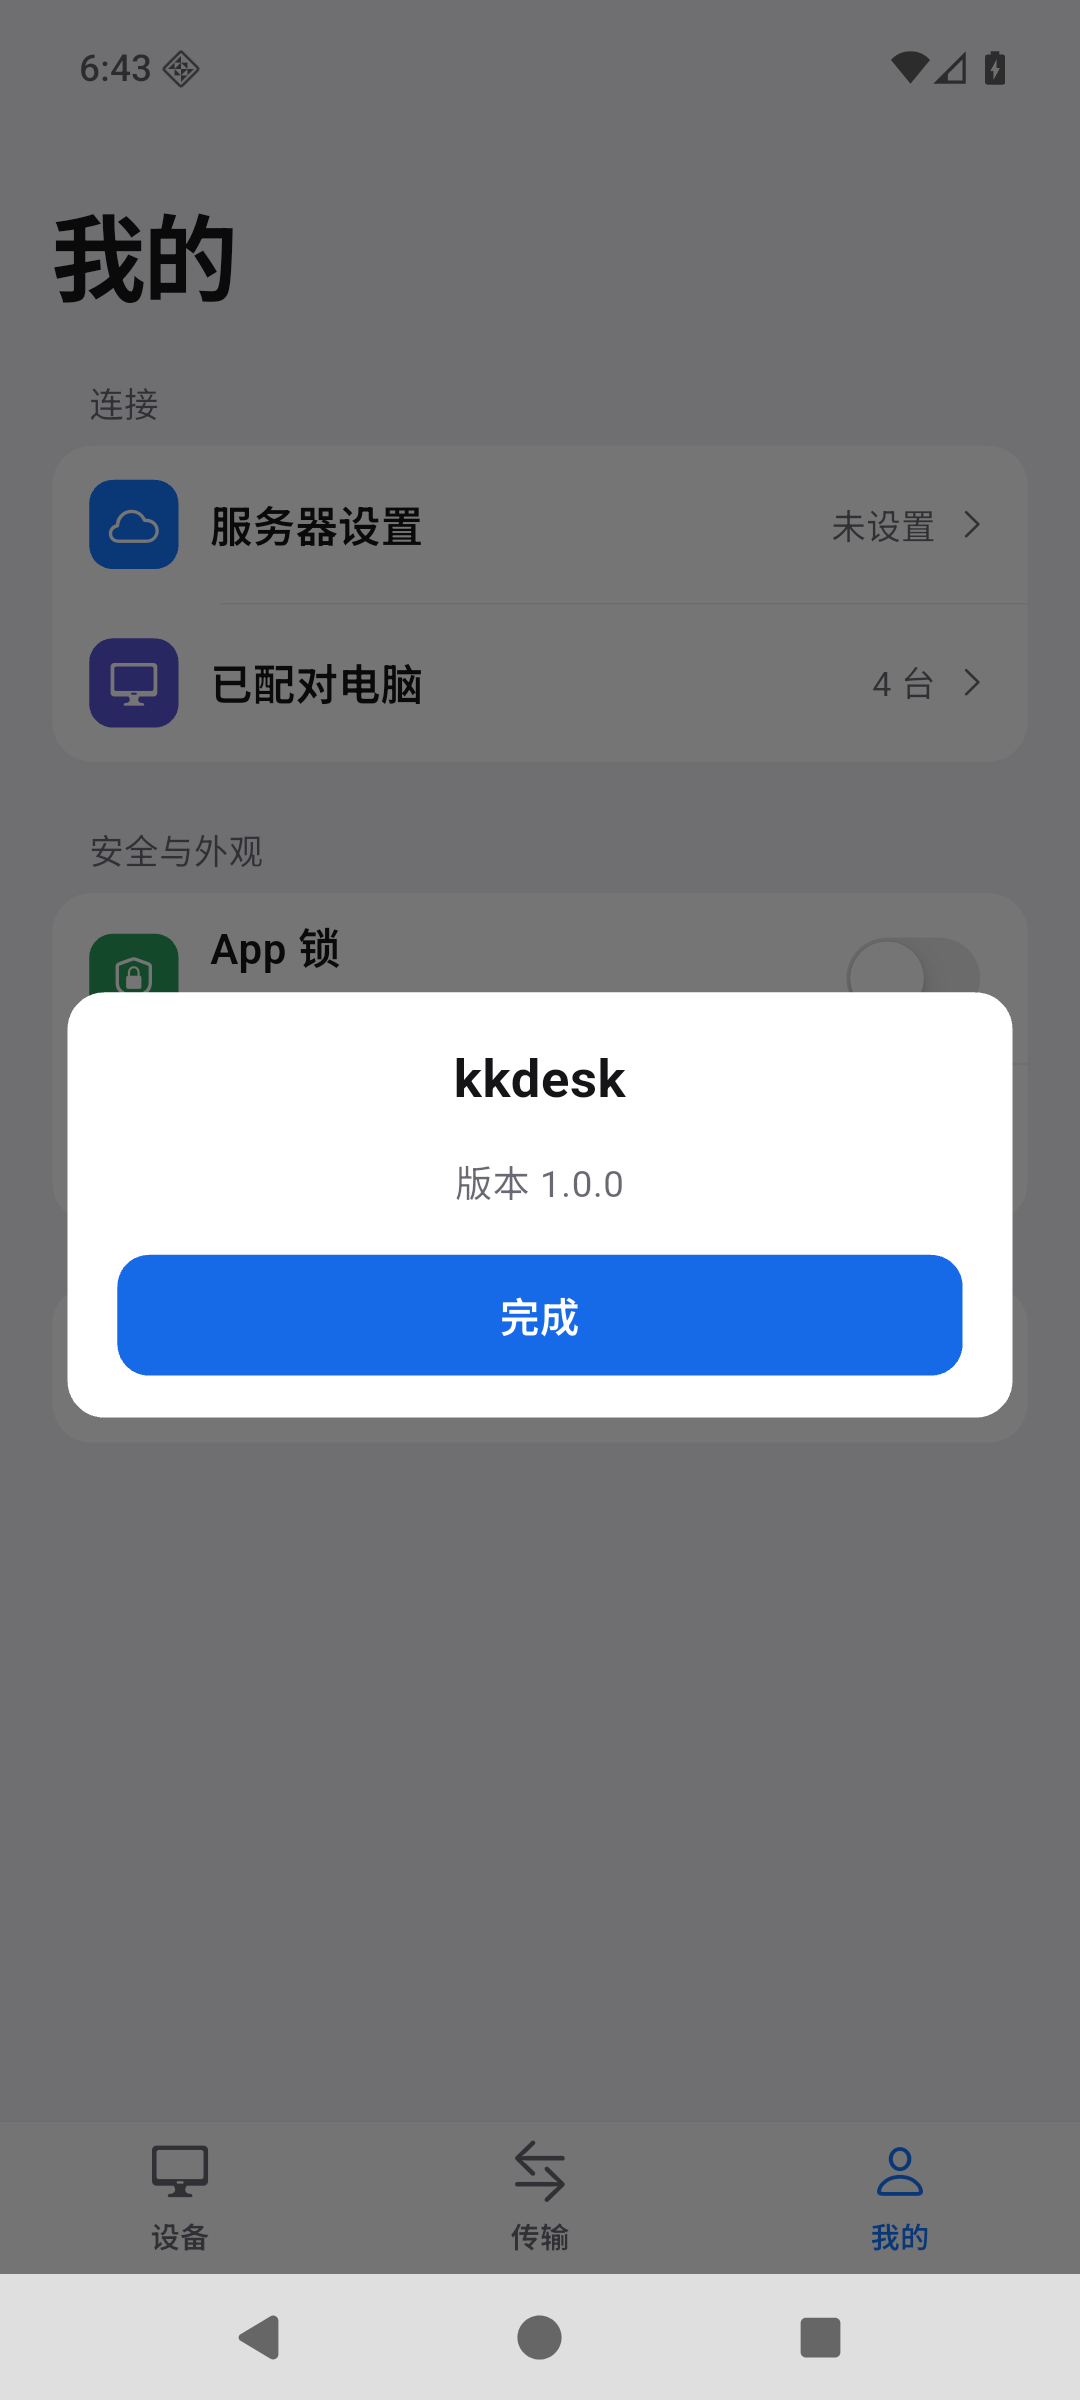 6:43
我的
连接
服务器设置
未设置
已配对电脑
4 台
安全与外观
App 锁
kkdesk
版本 1.0.0
完成
设备
传输
我的